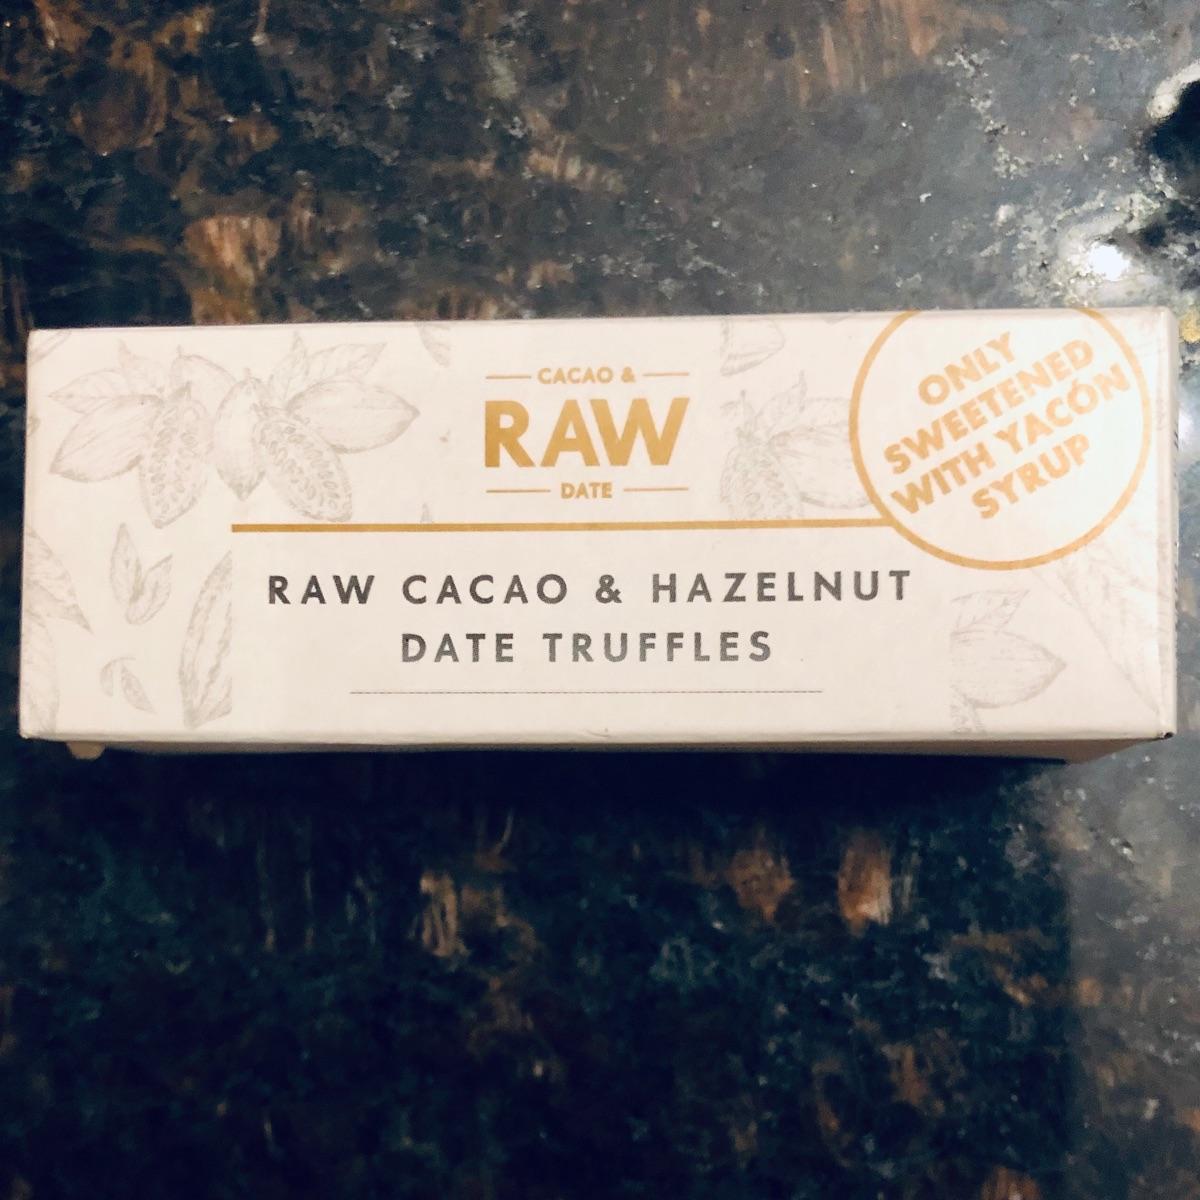 CACAO &
RAW
DATE
ONLY
SWEETENED
WITH YACÓN
SYRUP
RAW CACAO & HAZELNUT
DATE TRUFFLES